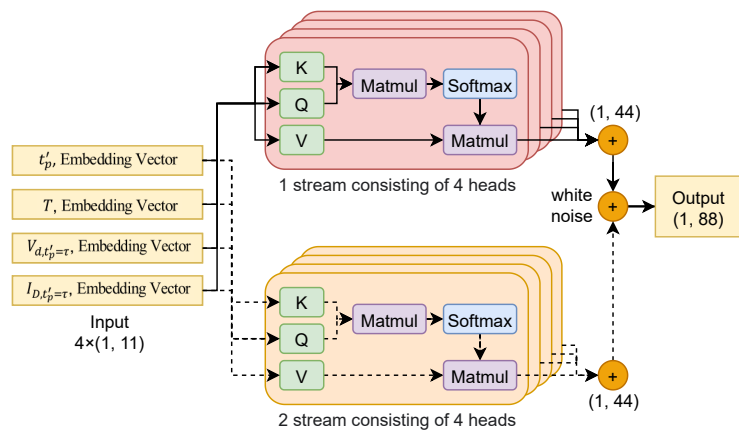 K
Q
V
Matmul
Softmax
Matmul
(1, 44)
+
1 stream consisting of 4 heads
t′ₚ, Embedding Vector
T, Embedding Vector
V_{d,t′ₚ=τ}, Embedding Vector
I_{D,t′ₚ=τ}, Embedding Vector
Input
4×(1, 11)
white
noise
+
Output
(1, 88)
K
Q
V
Matmul
Softmax
Matmul
+
(1, 44)
2 stream consisting of 4 heads